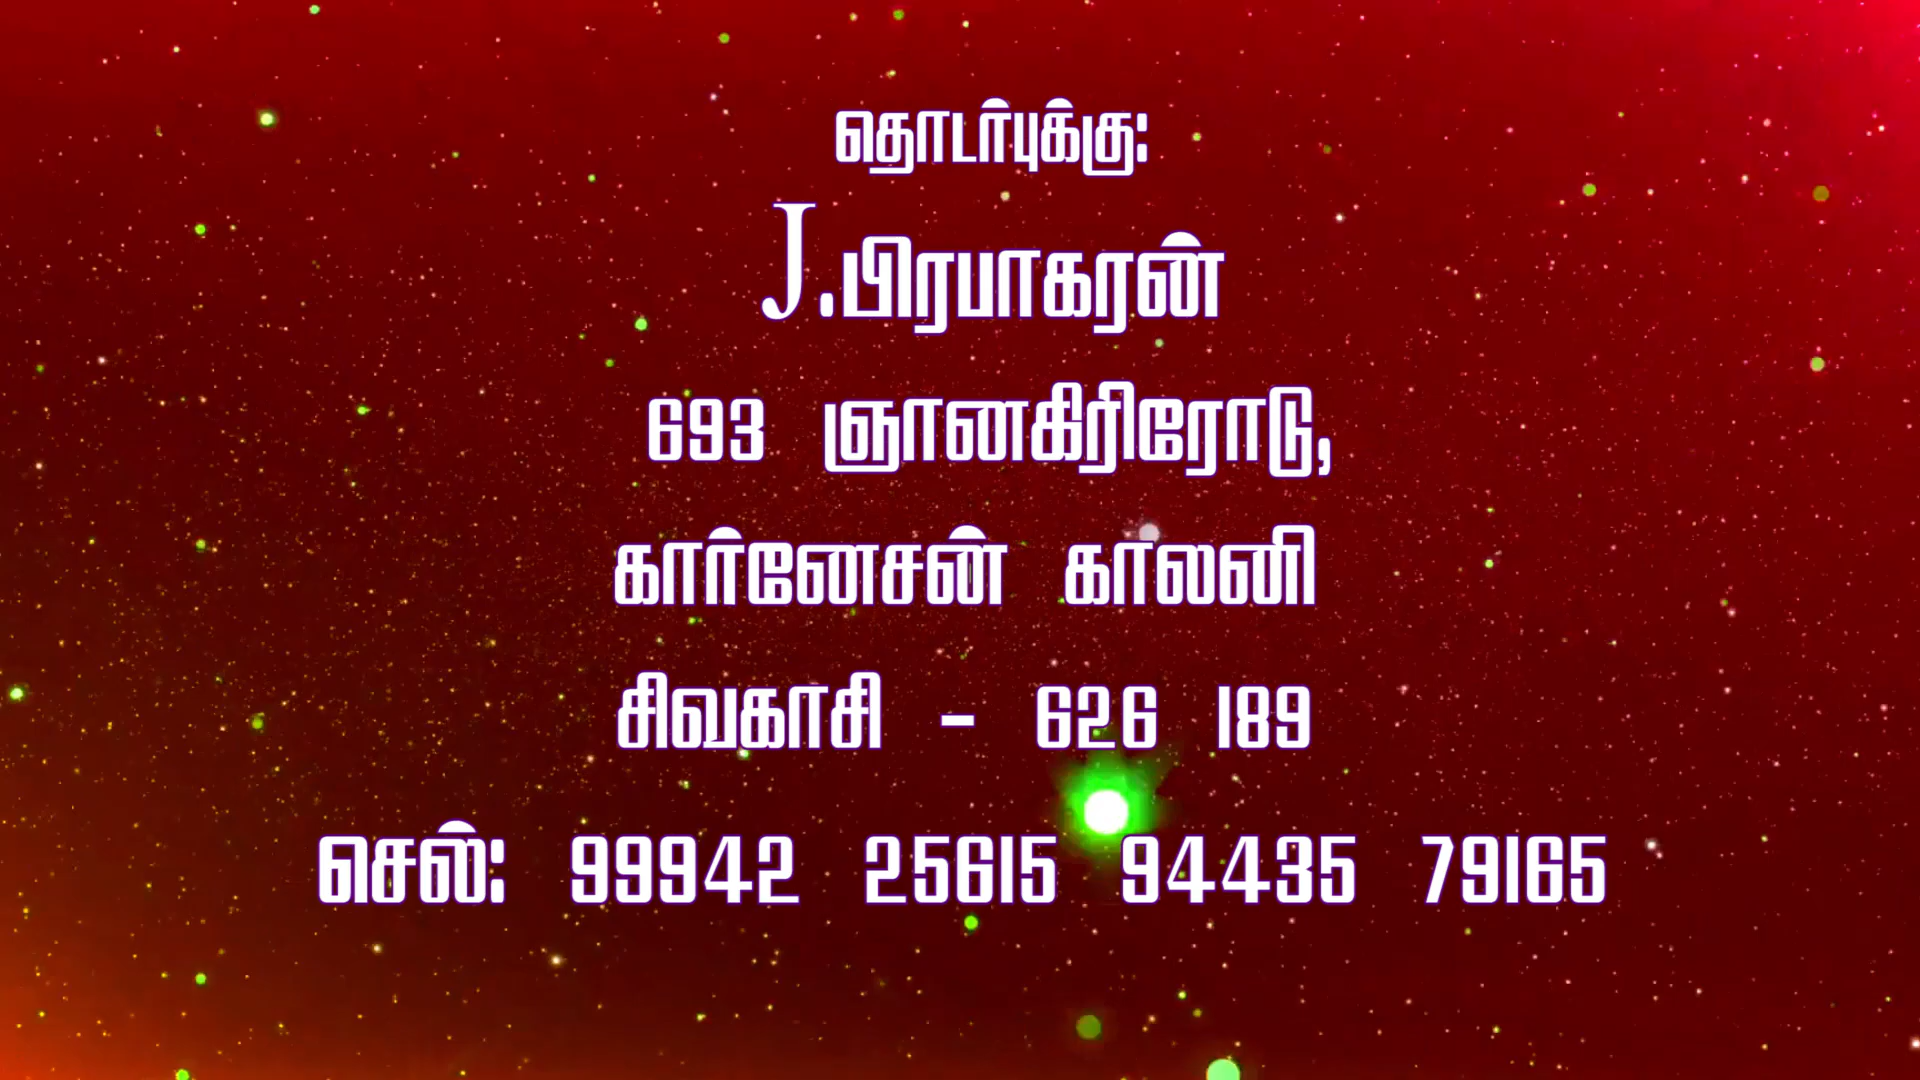 தொடர்புக்கு:
J.பிரபாகரன்
693 ஞானகிரிரோடு,
கார்னேசன் காலனி
சிவகாசி - 626 189
செல்: 99942 25615 94435 79165